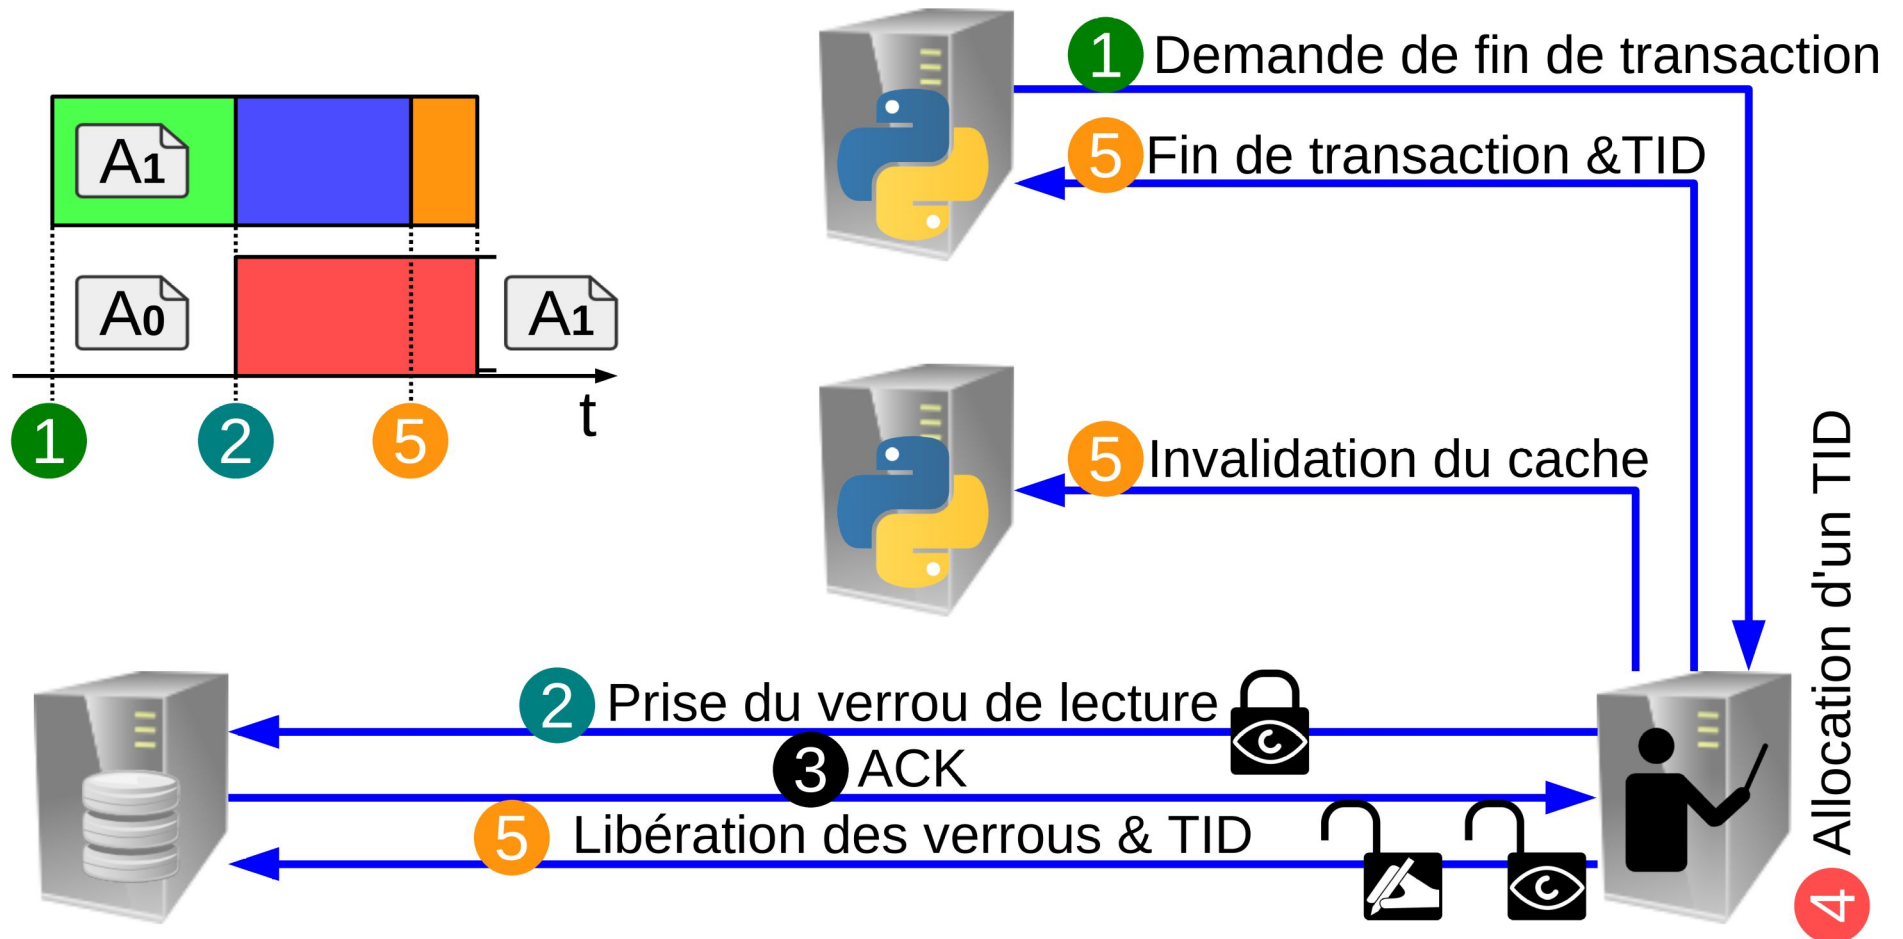 1 Demande de fin de transaction
5 Fin de transaction &TID
A1
A0
A1
t
1
2
5
5 Invalidation du cache
4 Allocation d'un TID
2 Prise du verrou de lecture
3 ACK
5 Libération des verrous & TID